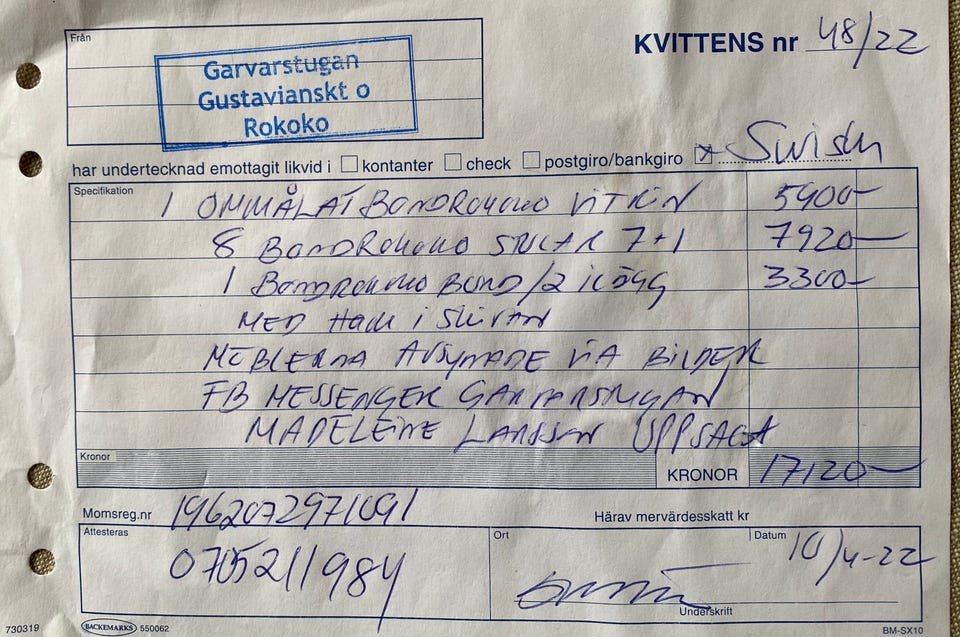 Från
KVITTENS nr 48/22
Garvarstugan
Gustavianskt o
Rokoko
har undertecknad emottagit likvid i kontanter check postgiro/bankgiro x Swish
Specifikation
1 OMMÅLAT BONDROKOKO VITRIN 5900-
8 BONDROKOKO STOLAR 7+1 7920-
1 BONDROKOKO BORD/2 ILÄGG 3300-
MED HACK I SKIVAN
MÖBLERNA AVSYNADE VIA BILDER
FB MESSENGER GARVARSTUGAN
MADELEINE LARSSON UPPSALA
Kronor
KRONOR 17120-
Momsreg.nr 1962072971091
Härav mervärdesskatt kr
Attesteras
Ort
Datum 10/4-22
0705211984
Underskrift
730319 BACKEMARKS 550062
BM-SX10